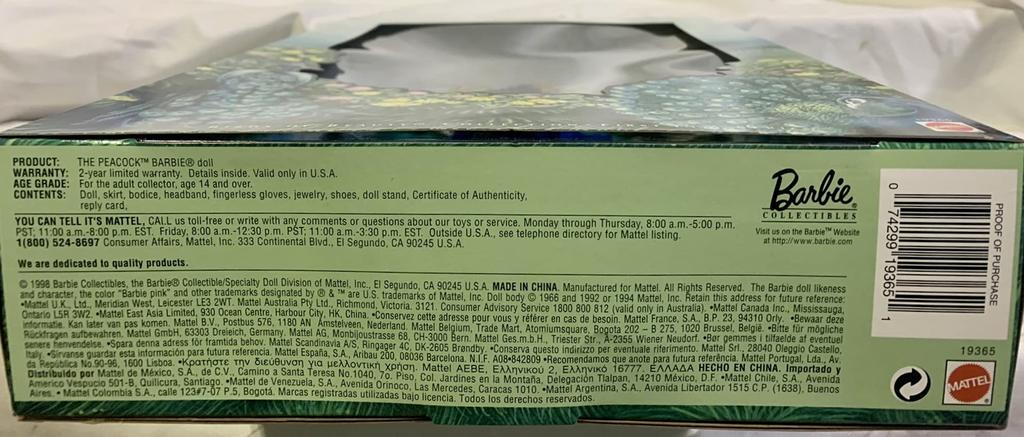 PRODUCT: THE PEACOCK™ BARBIE® doll
WARRANTY: 2-year limited warranty. Details inside. Valid only in U.S.A.
AGE GRADE: For the adult collector, age 14 and over.
CONTENTS: Doll, skirt, bodice, headband, fingerless gloves, jewelry, shoes, doll stand, Certificate of Authenticity,
reply card,
YOU CAN TELL IT'S MATTEL, CALL us toll-free or write with any comments or questions about our toys or service. Monday through Thursday, 8:00 a.m.-5:00 p.m.
PST; 11:00 a.m.-8:00 p.m. EST. Friday, 8:00 a.m.-12:30 p.m. PST; 11:00 a.m.-3:30 p.m. EST. Outside U.S.A., see telephone directory for Mattel listing.
1(800) 524-8697 Consumer Affairs, Mattel, Inc. 333 Continental Blvd., El Segundo, CA 90245 U.S.A.
We are dedicated to quality products.
© 1998 Barbie Collectibles, the Barbie® Collectible/Specialty Doll Division of Mattel, Inc., El Segundo, CA 90245 U.S.A. MADE IN CHINA. Manufactured for Mattel. All Rights Reserved. The Barbie doll likeness
and character, the color "Barbie pink" and other trademarks designated by ® & ™ are U.S. trademarks of Mattel, Inc. Doll body © 1966 and 1992 or 1994 Mattel, Inc. Retain this address for future reference:
•Mattel U.K., Ltd., Meridian West, Leicester LE3 2WT. Mattel Australia Pty Ltd., Richmond, Victoria 3121. Consumer Advisory Service 1800 800 812 (valid only in Australia). •Mattel Canada Inc., Mississauga,
Ontario L5R 3W2. •Mattel East Asia Limited, 930 Ocean Centre, Harbour City, HK, China. •Conservez cette adresse pour vous y référer en cas de besoin. Mattel France, S.A., B.P. 23, 94310 Orly. •Bewaar deze
informatie. Kan later van pas komen. Mattel B.V., Postbus 576, 1180 AN Amstelveen, Nederland. Mattel Belgium, Trade Mart, Atomiumsquare, Bogota 202 – B 275, 1020 Brussel, België. •Bitte für mögliche
Rückfragen aufbewahren. Mattel GmbH, 63303 Dreieich, Germany. Mattel AG, Monbijoustrasse 68, CH-3000 Bern. Mattel Ges.m.b.H., Triester Str., A-2355 Wiener Neudorf. •Bør gemmes i tilfælde af eventuel
senere henvendelse. •Spara denna adress för framtida behov. Mattel Scandinavia A/S, Ringager 4C, DK-2605 Brøndby. •Conserva questo indirizzo per eventuale riferimento. Mattel Srl., 28040 Oleggio Castello,
Italy. •Sirvanse guardar esta información para futura referencia. Mattel España, S.A., Aribau 200, 08036 Barcelona. N.I.F. A08•842809 •Recomendamos que anote para futura referência. Mattel Portugal, Lda., Av.
da República No.90-96, 1600 Lisboa. •Κρατήστε την διεύθυνση για μελλοντική χρήση. Mattel AEBE, Ελληνικού 2, Ελληνικό 16777. ΕΛΛΑΔΑ HECHO EN CHINA. Importado y
Distribuido por Mattel de México, S.A., de C.V., Camino a Santa Teresa No.1040, 7o. Piso, Col. Jardines en la Montaña, Delegación Tlalpan, 14210 México, D.F. •Mattel Chile, S.A., Avenida
Americo Vespucio 501-B, Quilicura, Santiago. •Mattel de Venezuela, S.A., Avenida Orinoco, Las Mercedes, Caracas 1010. •Mattel Argentina, S.A., Avenida Libertador 1515 C.P. (1638), Buenos
Aires. • Mattel Colombia S.A., calle 123#7-07 P.5, Bogotá. Marcas registradas utilizadas bajo licencia. Todos los derechos reservados.
Barbie®
COLLECTIBLES
Visit us on the Barbie™ Website
at http://www.barbie.com
0 74299 19365 1
PROOF OF PURCHASE
19365
MATTEL
MATTEL